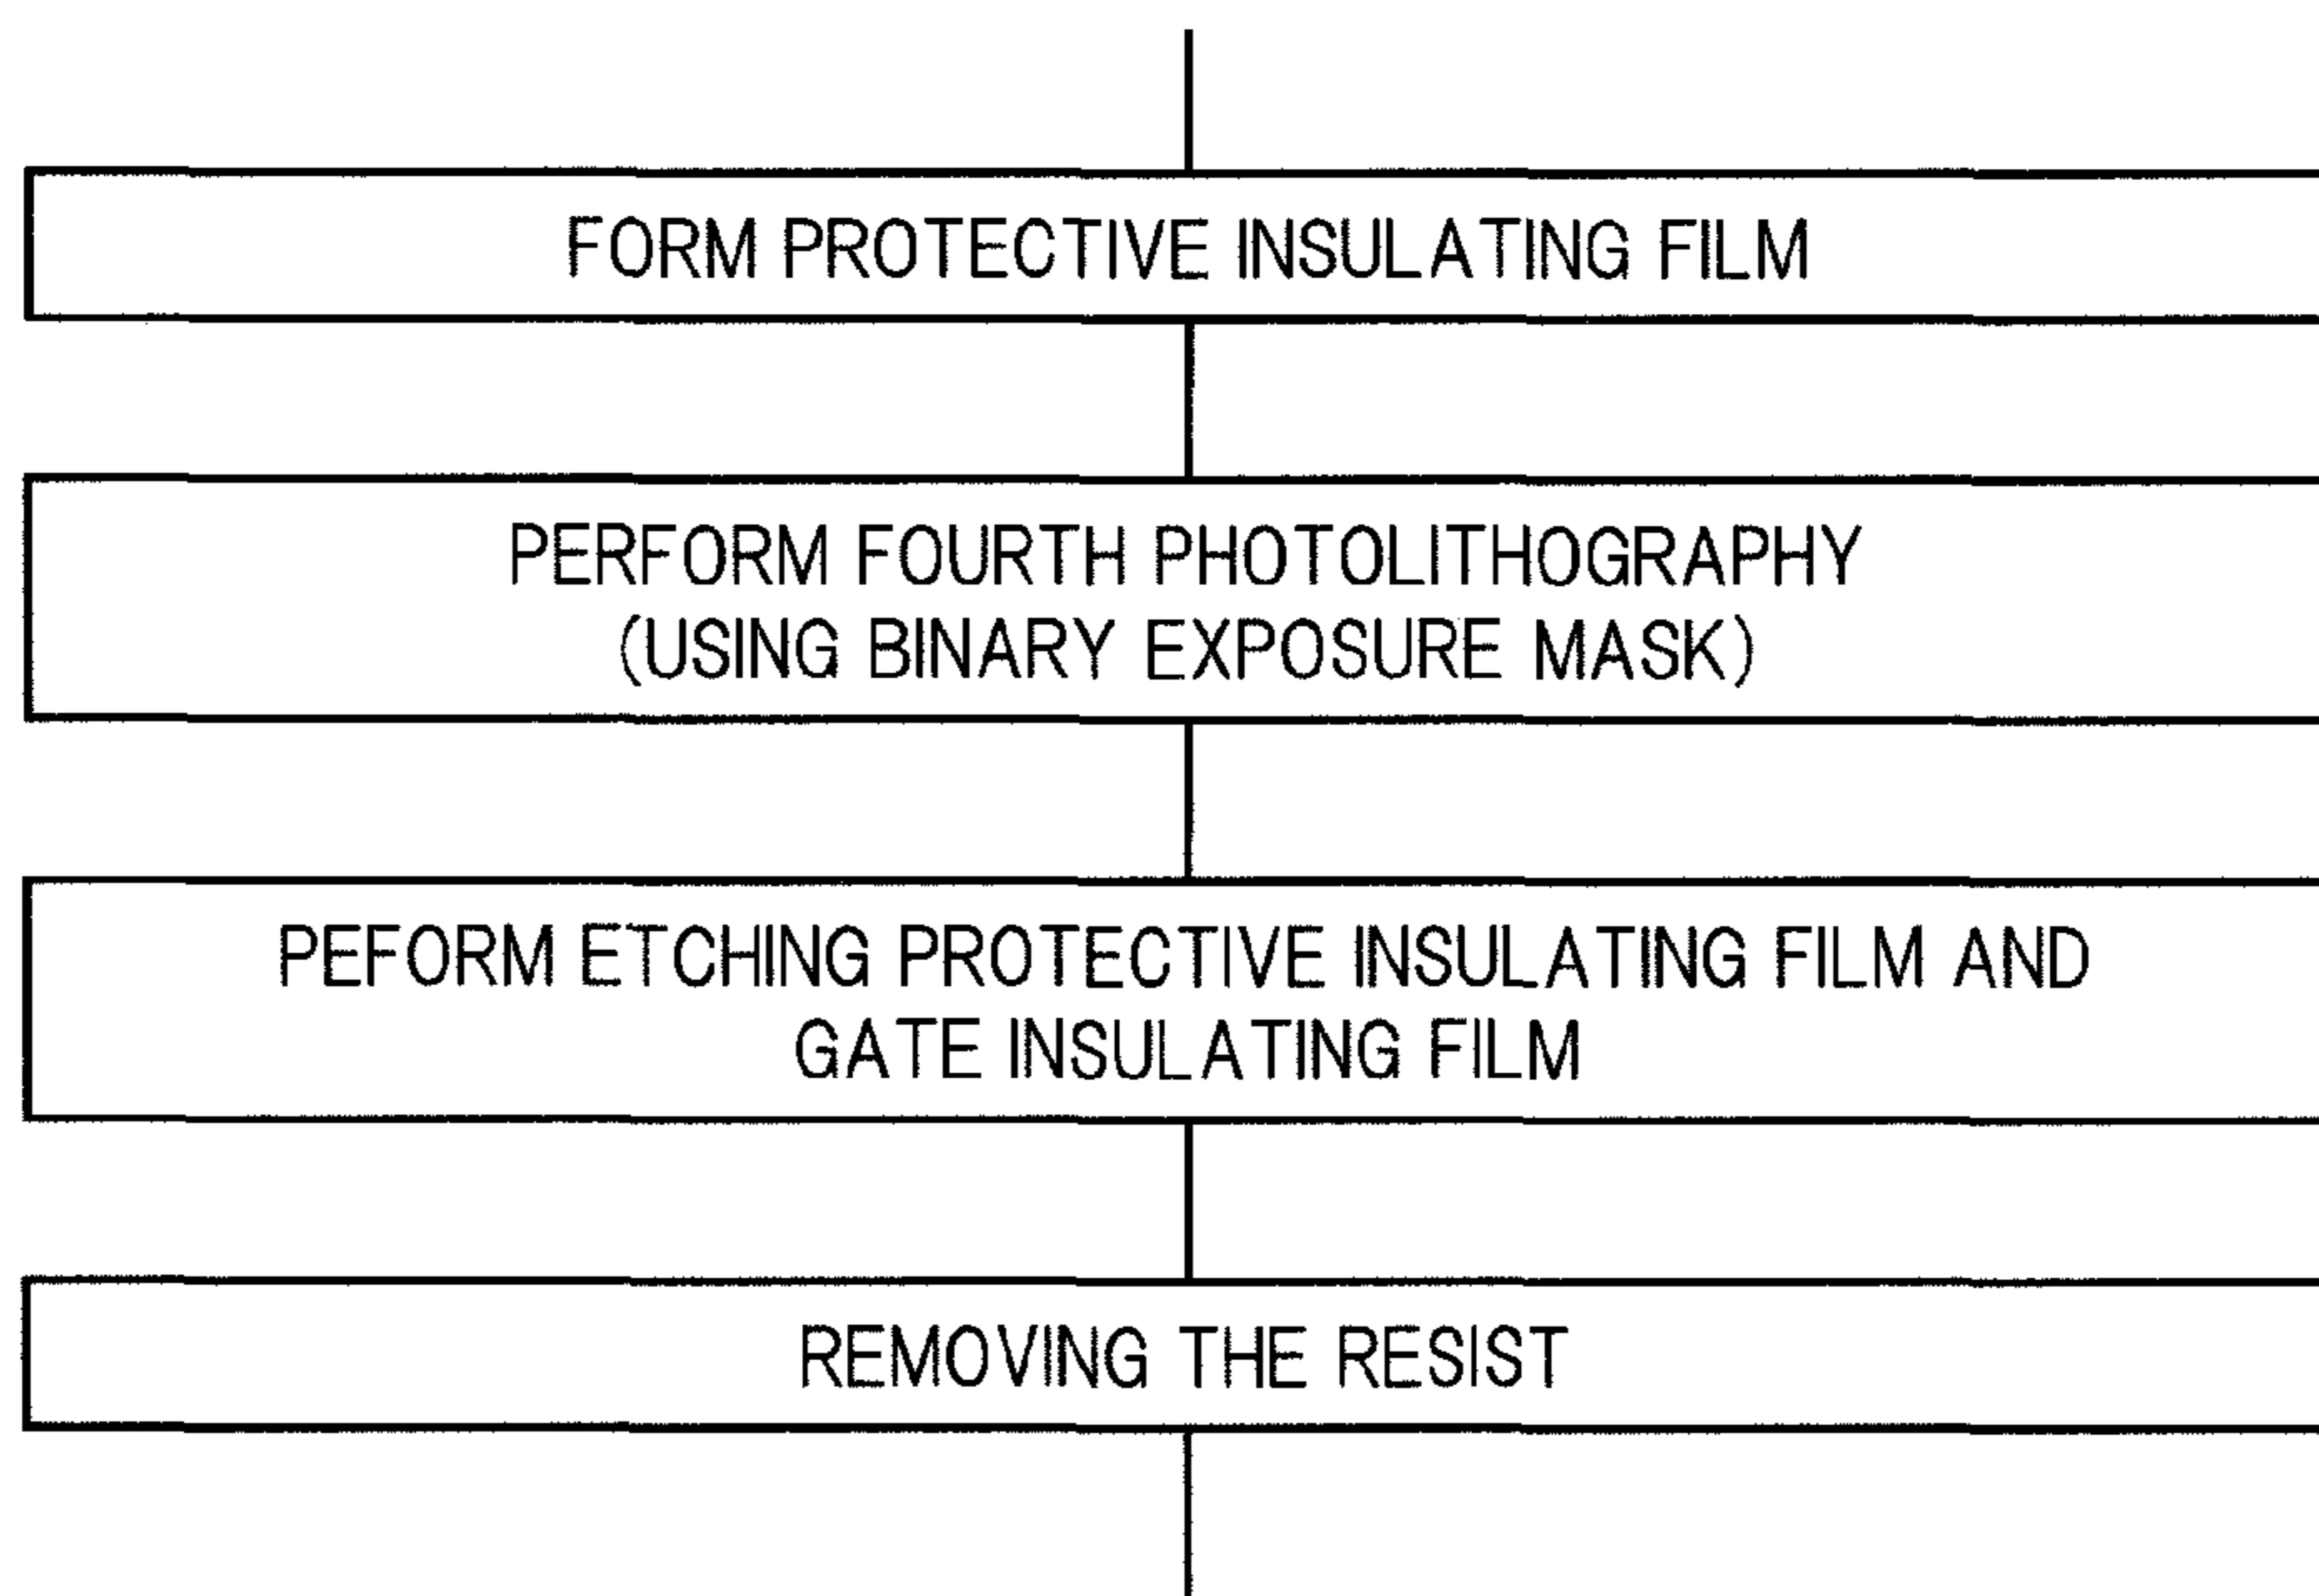 FORM PROTECTIVE INSULATING FILM
PERFORM FOURTH PHOTOLITHOGRAPHY
(USING BINARY EXPOSURE MASK)
PEFORM ETCHING PROTECTIVE INSULATING FILM AND
GATE INSULATING FILM
REMOVING THE RESIST